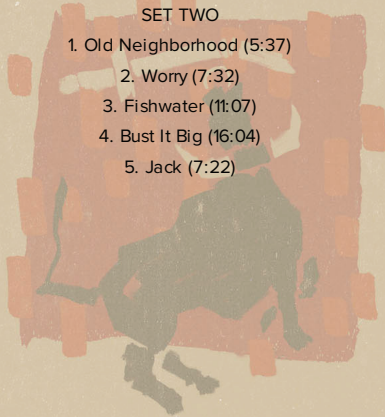 SET TWO
1. Old Neighborhood (5:37)
2. Worry (7:32)
3. Fishwater (11:07)
4. Bust It Big (16:04)
5. Jack (7:22)